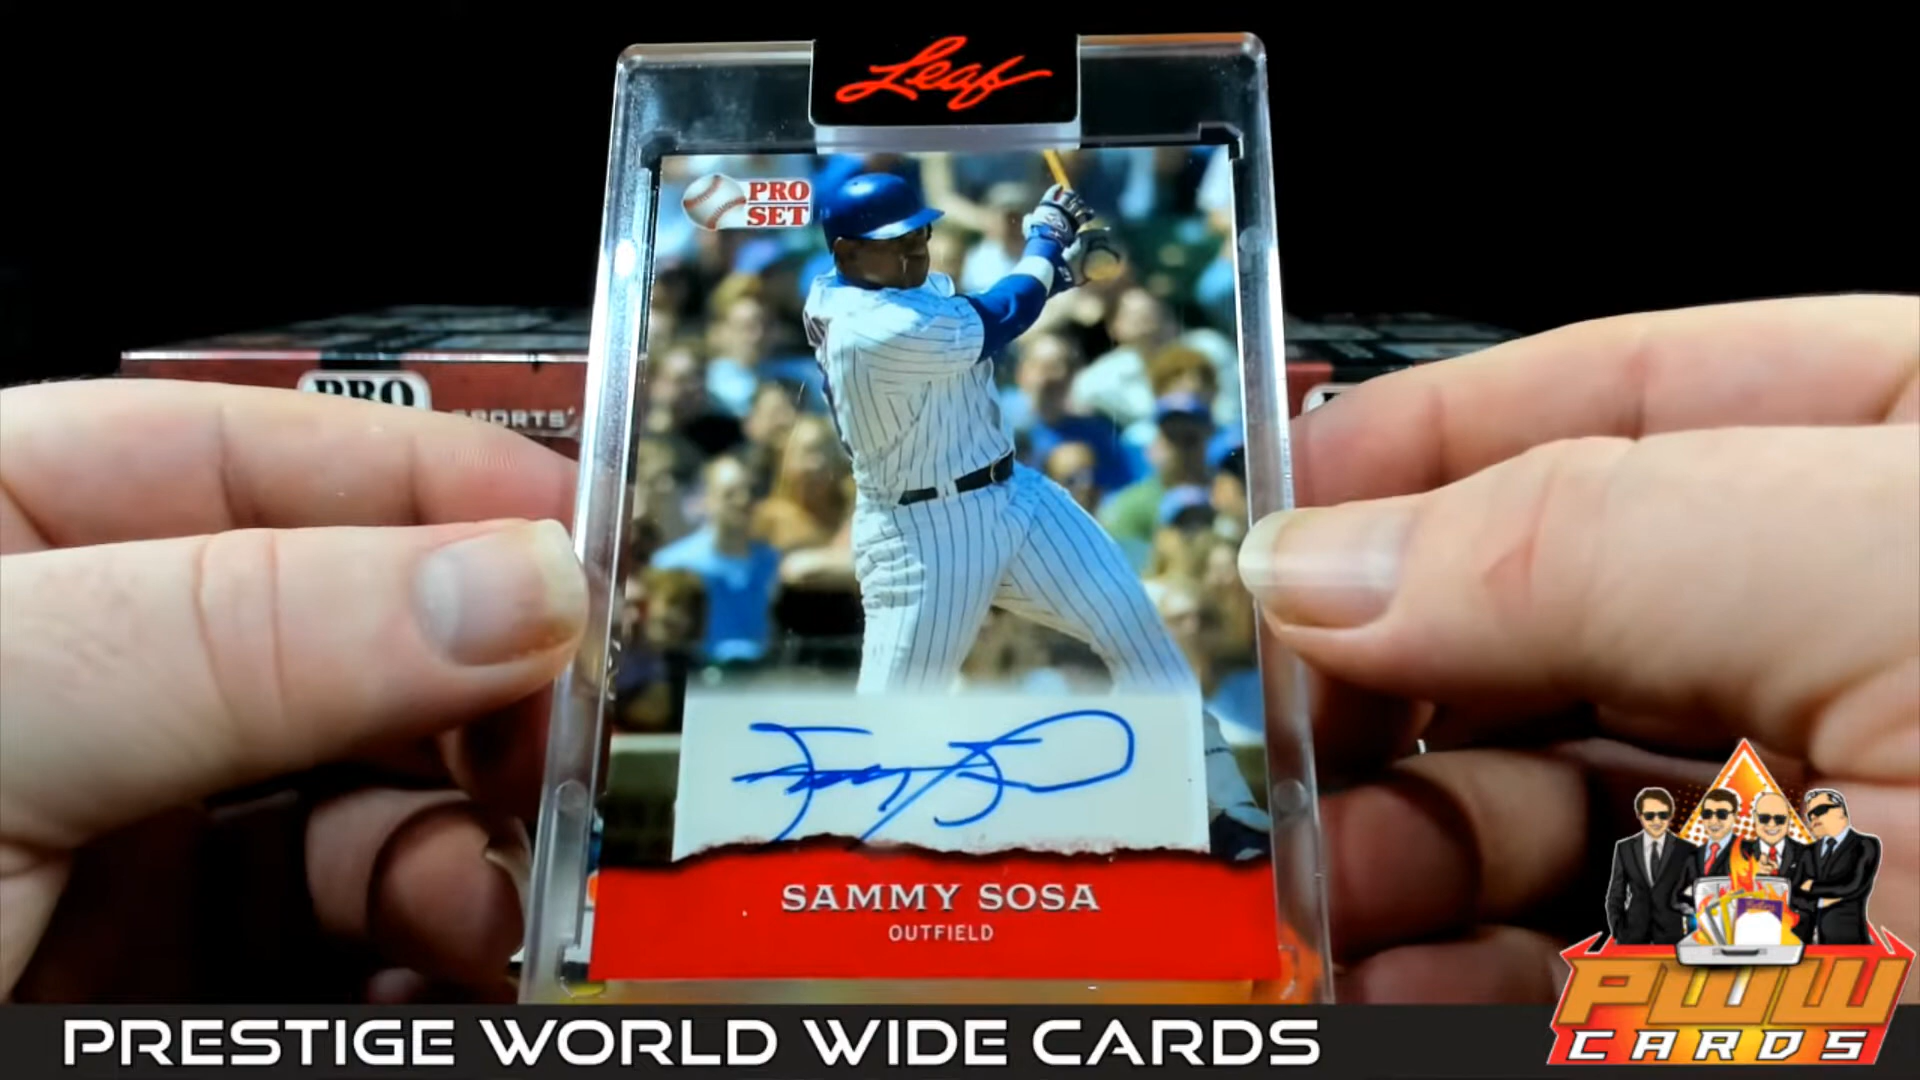 Leaf
PRO
SET
PRO
SPORTS'
SAMMY SOSA
OUTFIELD
PRESTIGE WORLD WIDE CARDS
PWW
CARDS